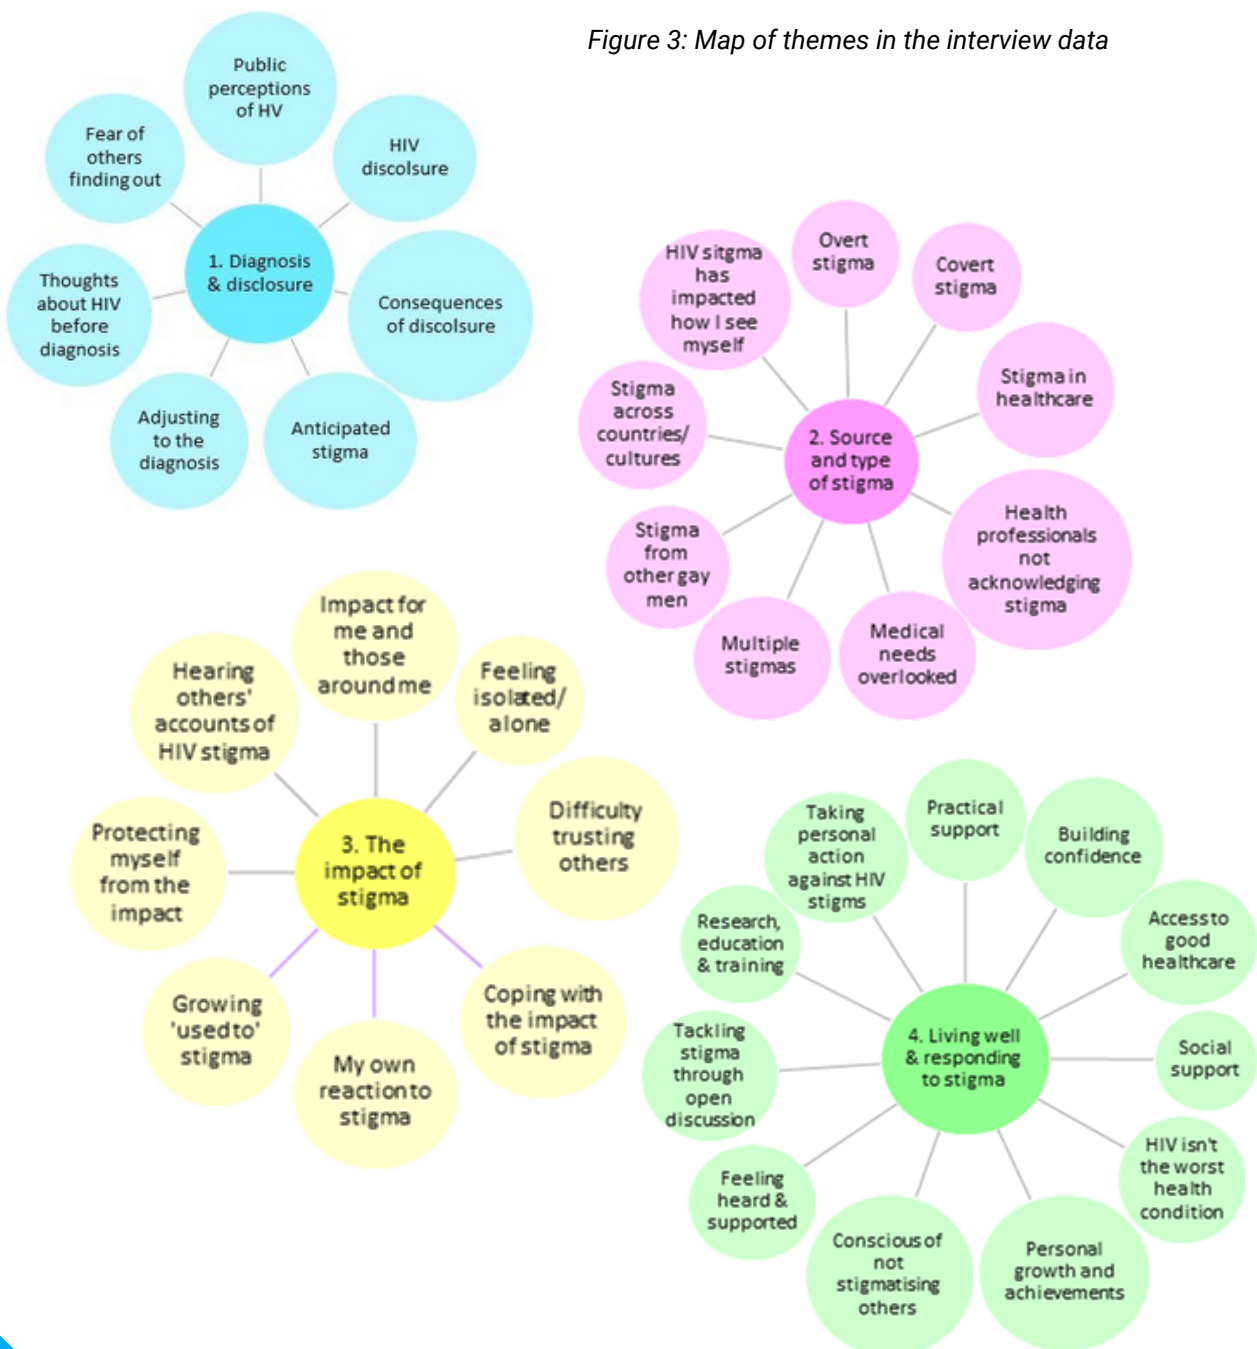 Figure 3: Map of themes in the interview data
Public
perceptions
of HV
HIV
discolsure
Consequences
of discolsure
Anticipated
stigma
Adjusting
to the
diagnosis
Thoughts
about HIV
before
diagnosis
Fear of
others
finding out
1. Diagnosis
& disclosure
Overt
stigma
Covert
stigma
Stigma in
healthcare
Health
professionals
not
acknowledging
stigma
Medical
needs
overlooked
Multiple
stigmas
Stigma
from
other gay
men
Stigma
across
countries/
cultures
HIV sitgma
has
impacted
how I see
myself
2. Source
and type
of stigma
Impact for
me and
those
around me
Feeling
isolated/
alone
Difficulty
trusting
others
Coping with
the impact
of stigma
My own
reaction to
stigma
Growing
'used to'
stigma
Protecting
myself
from the
impact
Hearing
others'
accounts of
HIV stigma
3. The
impact of
stigma
Practical
support
Building
confidence
Access to
good
healthcare
Social
support
HIV isn't
the worst
health
condition
Personal
growth and
achievements
Conscious of
not
stigmatising
others
Feeling
heard &
supported
Tackling
stigma
through
open
discussion
Research,
education
& training
Taking
personal
action
against HIV
stigms
4. Living well
& responding
to stigma